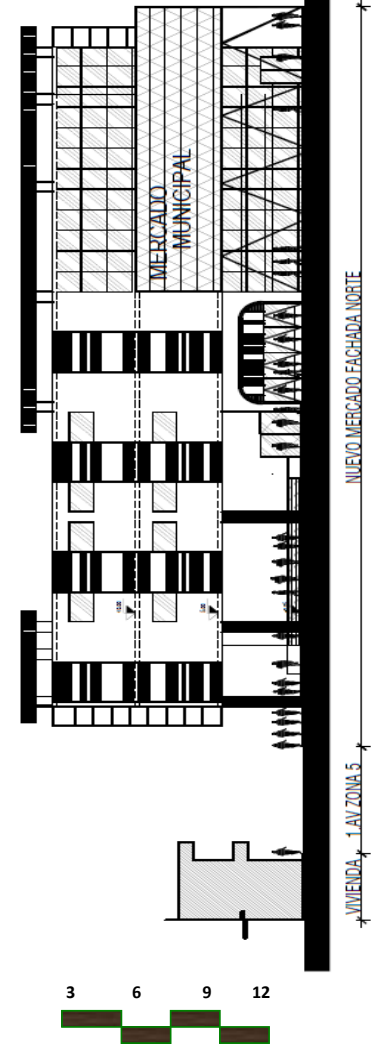 MERCADO
MUNICIPAL
NUEVO MERCADO FACHADA NORTE
VIVIENDA
1.AV ZONA 5
3 6 9 12